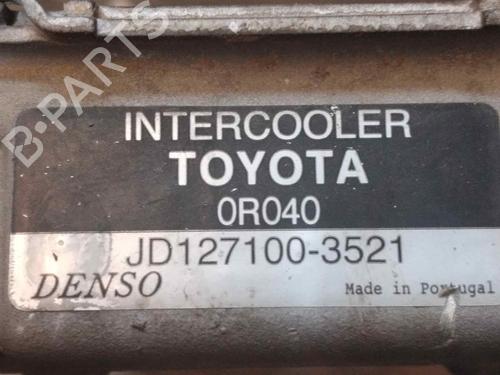 B-PARTS
INTERCOOLER
TOYOTA
0R040
JD127100-3521
DENSO
Made in Portugal